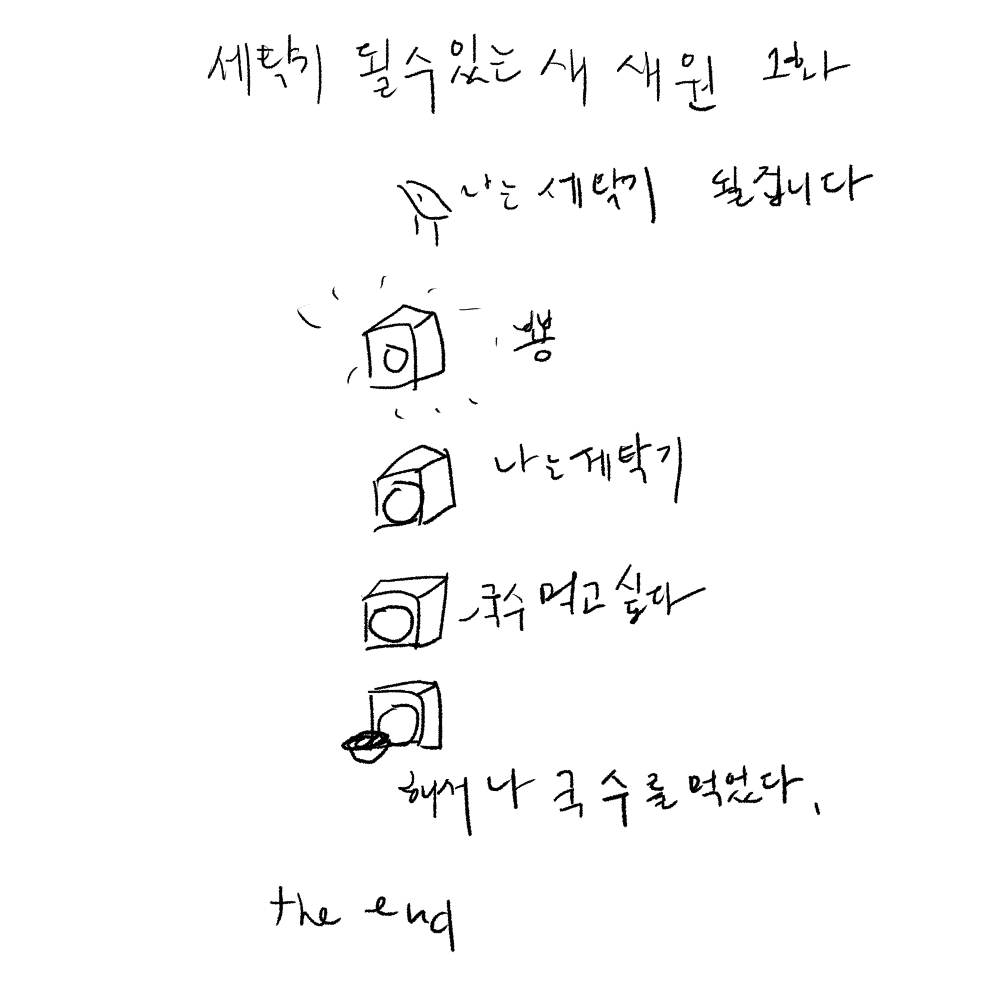 세탁기 될수있는 새 새원 1화
나는 세탁기 될겁니다
뿅
나는 세탁기
국수 먹고 싶다
해서 나 국수를 먹었다.
the end